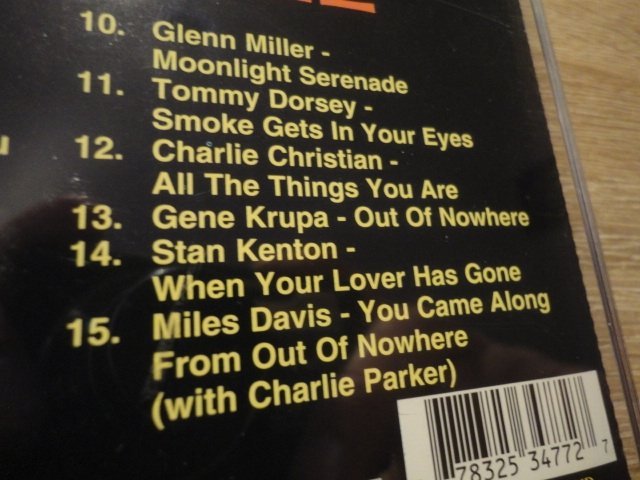 10. Glenn Miller -
Moonlight Serenade
11. Tommy Dorsey -
Smoke Gets In Your Eyes
12. Charlie Christian -
All The Things You Are
13. Gene Krupa - Out Of Nowhere
14. Stan Kenton -
When Your Lover Has Gone
15. Miles Davis - You Came Along
From Out Of Nowhere
(with Charlie Parker)
78325 34772 7